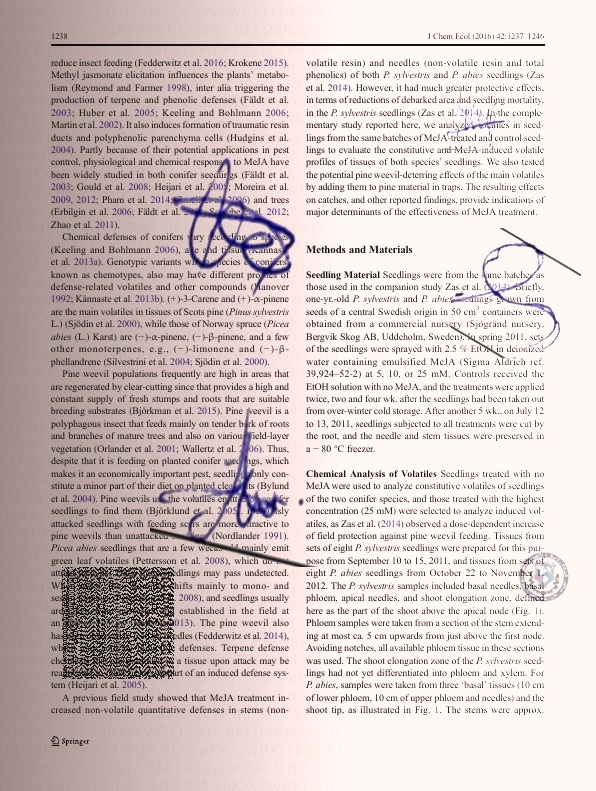 1238
J Chem Ecol (2016) 42:1237–1246
reduce insect feeding (Fedderwitz et al. 2016; Krokene 2015).
Methyl jasmonate elicitation influences the plants' metabo-
lism (Reymond and Farmer 1998), inter alia triggering the
production of terpene and phenolic defenses (Fäldt et al.
2003; Huber et al. 2005; Keeling and Bohlmann 2006;
Martin et al. 2002). It also induces formation of traumatic resin
ducts and polyphenolic parenchyma cells (Hudgins et al.
2004). Partly because of their potential applications in pest
control, physiological and chemical responses to MeJA have
been widely studied in both conifer seedlings (Fäldt et al.
2003; Gould et al. 2008; Heijari et al. 2005; Moreira et al.
2009, 2012; Pham et al. 2014; et al. 2016) and trees
(Erbilgin et al. 2006; Fäldt et al. et al. 2012;
Zhao et al. 2011).
Chemical defenses of conifers vary according to species
(Keeling and Bohlmann 2006), age and tissue (Kännaste
et al. 2013a). Genotypic variants within species of conifers,
known as chemotypes, also may have different profiles of
defense-related volatiles and other compounds (Hanover
1992; Kännaste et al. 2013b). (+)-3-Carene and (+)-α-pinene
are the main volatiles in tissues of Scots pine (Pinus sylvestris
L.) (Sjödin et al. 2000), while those of Norway spruce (Picea
abies (L.) Karst) are (−)-α-pinene, (−)-β-pinene, and a few
other monoterpenes, e.g., (−)-limonene and (−)-β-
phellandrene (Silvestrini et al. 2004; Sjödin et al. 2000).
Pine weevil populations frequently are high in areas that
are regenerated by clear-cutting since that provides a high and
constant supply of fresh stumps and roots that are suitable
breeding substrates (Björkman et al. 2015). Pine weevil is a
polyphagous insect that feeds mainly on tender bark of roots
and branches of mature trees and also on various field-layer
vegetation (Orlander et al. 2001; Wallertz et al. 2006). Thus,
despite that it is feeding on planted conifer seedlings, which
makes it an economically important pest, seedlings only con-
stitute a minor part of their diet on planted clearcuts (Bylund
et al. 2004). Pine weevils use the volatiles emitted conifer
seedlings to find them (Björklund et al. 2005). Previously
attacked seedlings with feeding scars are more attractive to
pine weevils than unattacked (Nordlander 1991).
Picea abies seedlings that are a few weeks old mainly emit
green leaf volatiles (Pettersson et al. 2008), which do
seedlings may pass undetected.
shifts mainly to mono- and
2008), and seedlings usually
established in the field at
2013). The pine weevil also
needles (Fedderwitz et al. 2014),
defenses. Terpene defense
a tissue upon attack may be
part of an induced defense sys-
tem (Heijari et al. 2005).
A previous field study showed that MeJA treatment in-
creased non-volatile quantitative defenses in stems (non-
volatile resin) and needles (non-volatile resin and total
phenolics) of both P. sylvestris and P. abies seedlings (Zas
et al. 2014). However, it had much greater protective effects,
in terms of reductions of debarked area and seedling mortality,
in the P. sylvestris seedlings (Zas et al. 2014). In the comple-
mentary study reported here, we analyzed volatiles in seed-
lings from the same batches of MeJA-treated and control seed-
lings to evaluate the constitutive and MeJA-induced volatile
profiles of tissues of both species' seedlings. We also tested
the potential pine weevil-deterring effects of the main volatiles
by adding them to pine material in traps. The resulting effects
on catches, and other reported findings, provide indications of
major determinants of the effectiveness of MeJA treatment.
Methods and Materials
Seedling Material Seedlings were from the same batches as
those used in the companion study Zas et al. (2014). Briefly,
one-yr.-old P. sylvestris and P. abies seedlings grown from
seeds of a central Swedish origin in 50 cm³ containers were
obtained from a commercial nursery (Sjögränd nursery,
Bergvik Skog AB, Uddeholm, Sweden). In spring 2011, sets
of the seedlings were sprayed with 2.5 % EtOH in deionized
water containing emulsified MeJA (Sigma Aldrich ref.
39,924–52-2) at 5, 10, or 25 mM. Controls received the
EtOH solution with no MeJA, and the treatments were applied
twice, two and four wk. after the seedlings had been taken out
from over-winter cold storage. After another 5 wk., on July 12
to 13, 2011, seedlings subjected to all treatments were cut by
the root, and the needle and stem tissues were preserved in
a − 80 °C freezer.
Chemical Analysis of Volatiles Seedlings treated with no
MeJA were used to analyze constitutive volatiles of seedlings
of the two conifer species, and those treated with the highest
concentration (25 mM) were selected to analyze induced vol-
atiles, as Zas et al. (2014) observed a dose-dependent increase
of field protection against pine weevil feeding. Tissues from
sets of eight P. sylvestris seedlings were prepared for this pur-
pose from September 10 to 15, 2011, and tissues from sets of
eight P. abies seedlings from October 22 to November 1,
2012. The P. sylvestris samples included basal needles, basal
phloem, apical needles, and shoot elongation zone, defined
here as the part of the shoot above the apical node (Fig. 1).
Phloem samples were taken from a section of the stem extend-
ing at most ca. 5 cm upwards from just above the first node.
Avoiding notches, all available phloem tissue in these sections
was used. The shoot elongation zone of the P. sylvestris seed-
lings had not yet differentiated into phloem and xylem. For
P. abies, samples were taken from three 'basal' tissues (10 cm
of lower phloem, 10 cm of upper phloem and needles) and the
shoot tip, as illustrated in Fig. 1. The stems were approx.
Springer